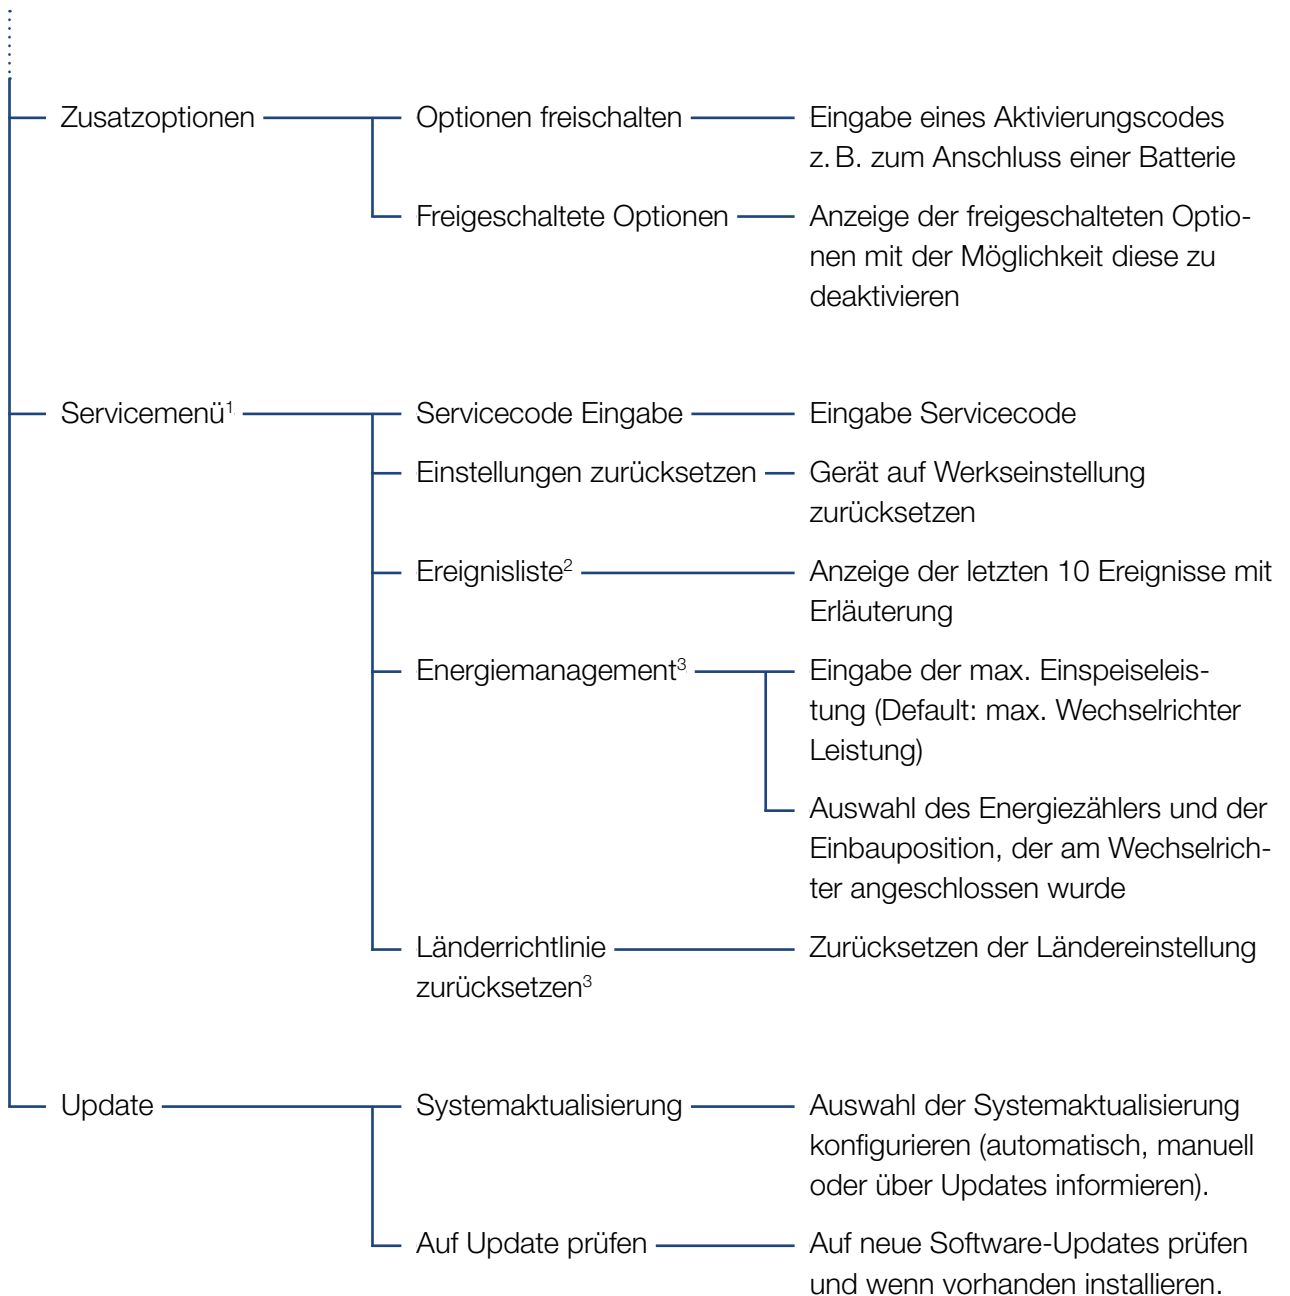 Zusatzoptionen
Optionen freischalten
Eingabe eines Aktivierungscodes
z. B. zum Anschluss einer Batterie
Freigeschaltete Optionen
Anzeige der freigeschalteten Optio-
nen mit der Möglichkeit diese zu
deaktivieren
Servicemenü¹
Servicecode Eingabe
Eingabe Servicecode
Einstellungen zurücksetzen
Gerät auf Werkseinstellung
zurücksetzen
Ereignisliste²
Anzeige der letzten 10 Ereignisse mit
Erläuterung
Energiemanagement³
Eingabe der max. Einspeiseleis-
tung (Default: max. Wechselrichter
Leistung)
Auswahl des Energiezählers und der
Einbauposition, der am Wechselrich-
ter angeschlossen wurde
Länderrichtlinie
zurücksetzen³
Zurücksetzen der Ländereinstellung
Update
Systemaktualisierung
Auswahl der Systemaktualisierung
konfigurieren (automatisch, manuell
oder über Updates informieren).
Auf Update prüfen
Auf neue Software-Updates prüfen
und wenn vorhanden installieren.